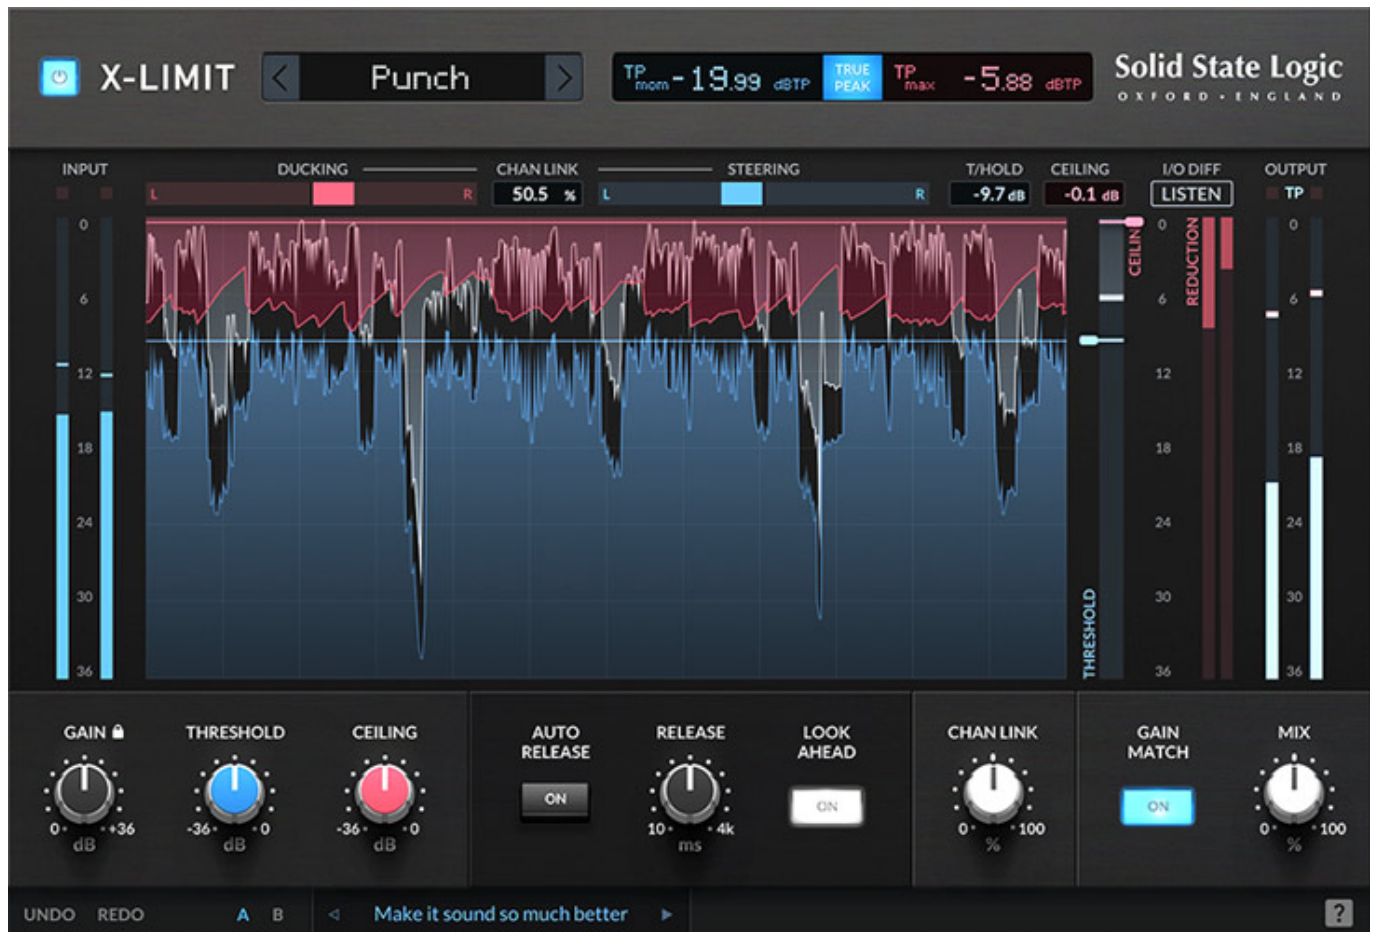 X-LIMIT
Punch
TP mom -19.99 dBTP
TRUE PEAK
TP max -5.88 dBTP
Solid State Logic
OXFORD • ENGLAND
INPUT
DUCKING
CHAN LINK
STEERING
T/HOLD
CEILING
I/O DIFF
OUTPUT
L R
50.5 %
L R
-9.7 dB
-0.1 dB
LISTEN
TP
0
6
12
18
24
30
36
CEILIN
THRESHOLD
REDUCTION
0
6
12
18
24
30
36
0
6
12
18
24
30
36
GAIN
0 +36
dB
THRESHOLD
-36 0
dB
CEILING
-36 0
dB
AUTO
RELEASE
ON
RELEASE
10 4k
ms
LOOK
AHEAD
ON
CHAN LINK
0 100
%
GAIN
MATCH
ON
MIX
0 100
%
UNDO REDO A B Make it sound so much better ?